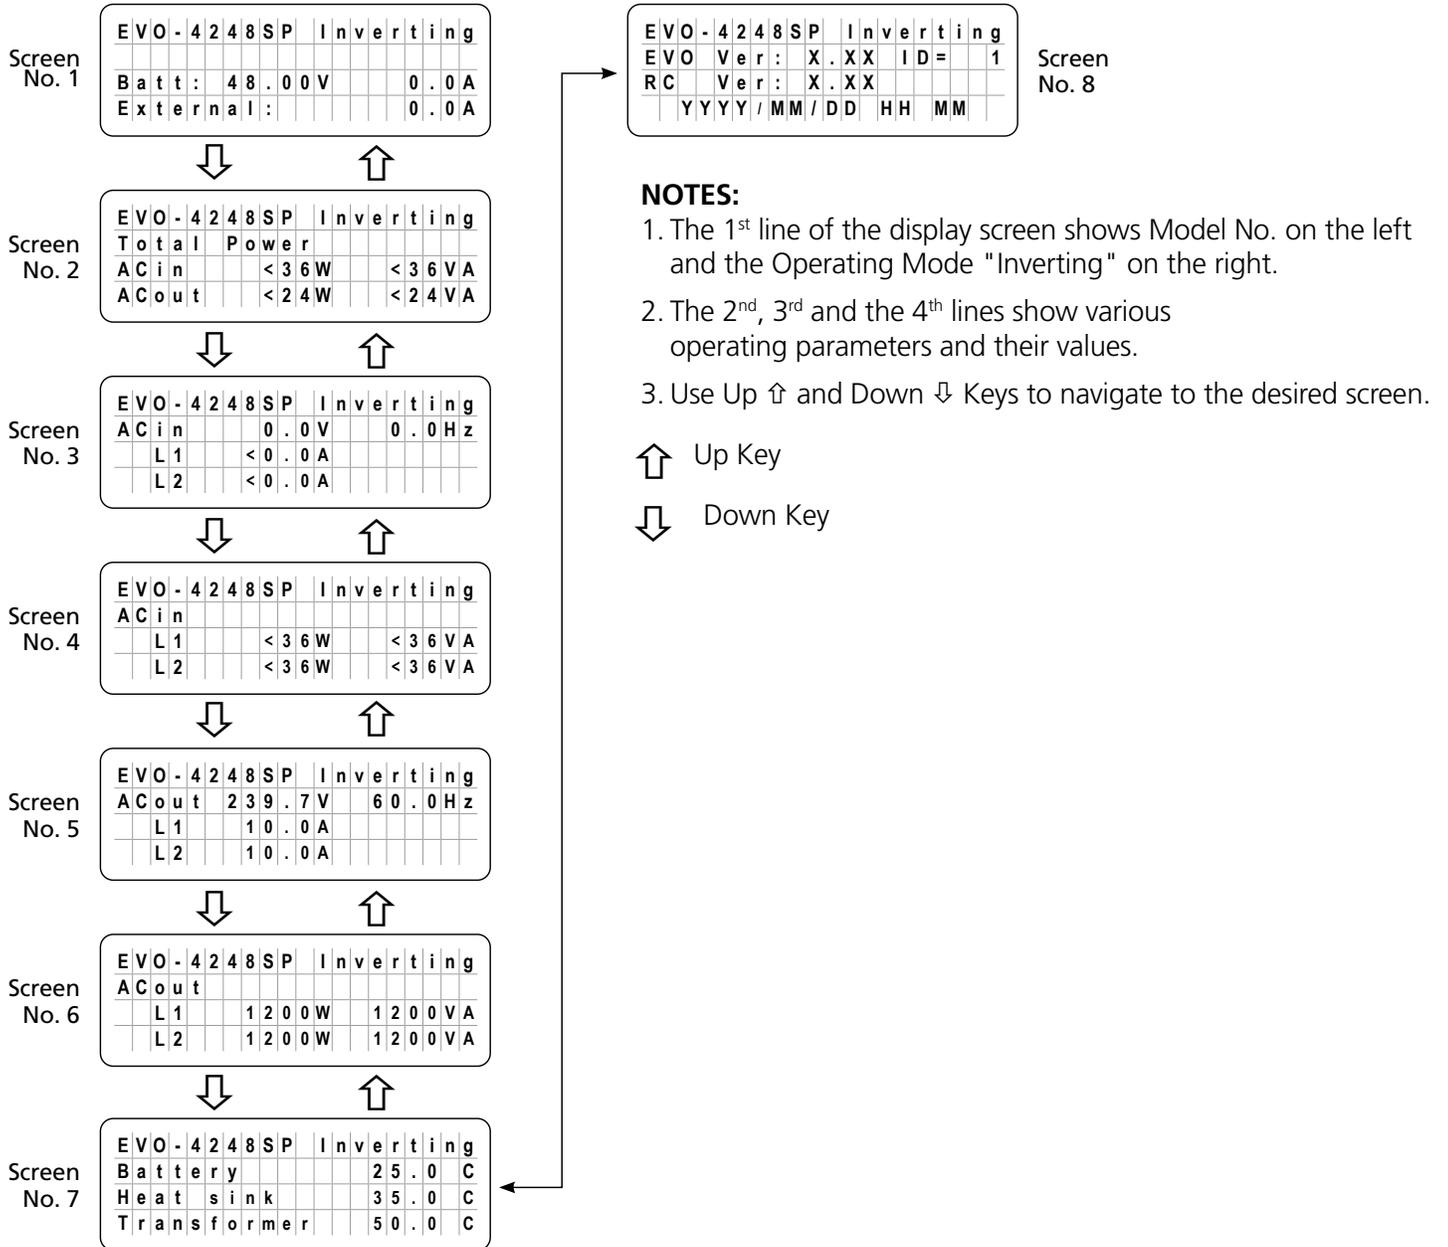 Screen No. 1
EVO-4248SP Inverting
Batt: 48.00V 0.0A
External: 0.0A
Screen No. 2
EVO-4248SP Inverting
Total Power
ACin <36W <36VA
ACout <24W <24VA
Screen No. 3
EVO-4248SP Inverting
ACin 0.0V 0.0Hz
L1 <0.0A
L2 <0.0A
Screen No. 4
EVO-4248SP Inverting
ACin
L1 <36W <36VA
L2 <36W <36VA
Screen No. 5
EVO-4248SP Inverting
ACout 239.7V 60.0Hz
L1 10.0A
L2 10.0A
Screen No. 6
EVO-4248SP Inverting
ACout
L1 1200W 1200VA
L2 1200W 1200VA
Screen No. 7
EVO-4248SP Inverting
Battery 25.0 C
Heat sink 35.0 C
Transformer 50.0 C
EVO-4248SP Inverting
EVO Ver: X.XX ID= 1
RC Ver: X.XX
YYYY/MM/DD HH MM
Screen No. 8
NOTES:
1. The 1st line of the display screen shows Model No. on the left
and the Operating Mode "Inverting" on the right.
2. The 2nd, 3rd and the 4th lines show various
operating parameters and their values.
3. Use Up ⇧ and Down ⇩ Keys to navigate to the desired screen.
⇧ Up Key
⇩ Down Key